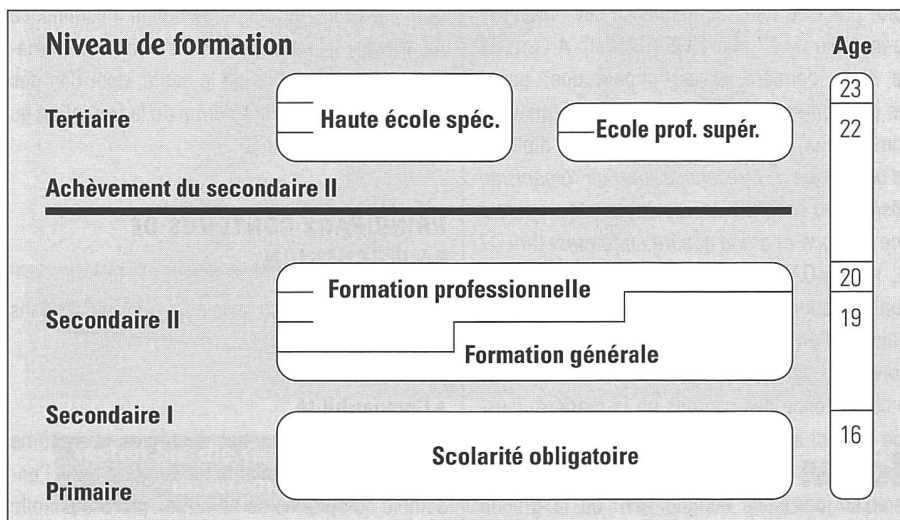 Niveau de formation Age
23
Tertiaire Haute école spéc. Ecole prof. supér. 22
Achèvement du secondaire II
Formation professionnelle 20
Secondaire II 19
Formation générale
Secondaire I
16
Scolarité obligatoire
Primaire